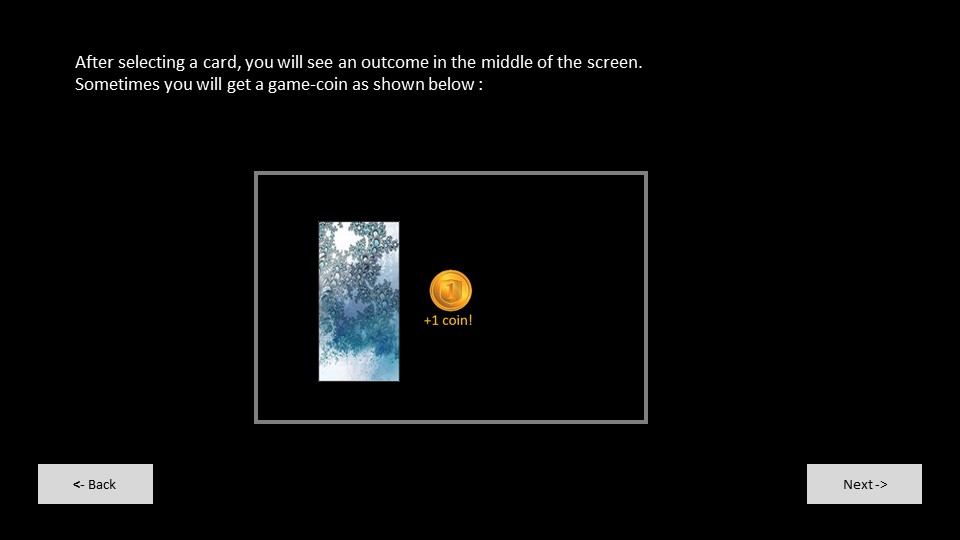 After selecting a card, you will see an outcome in the middle of the screen.
Sometimes you will get a game-coin as shown below :
1
+1 coin!
<- Back
Next ->